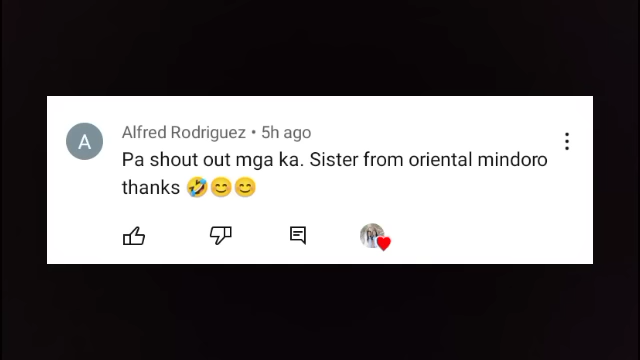 A
Alfred Rodriguez • 5h ago
Pa shout out mga ka. Sister from oriental mindoro
thanks 🤣😊😊